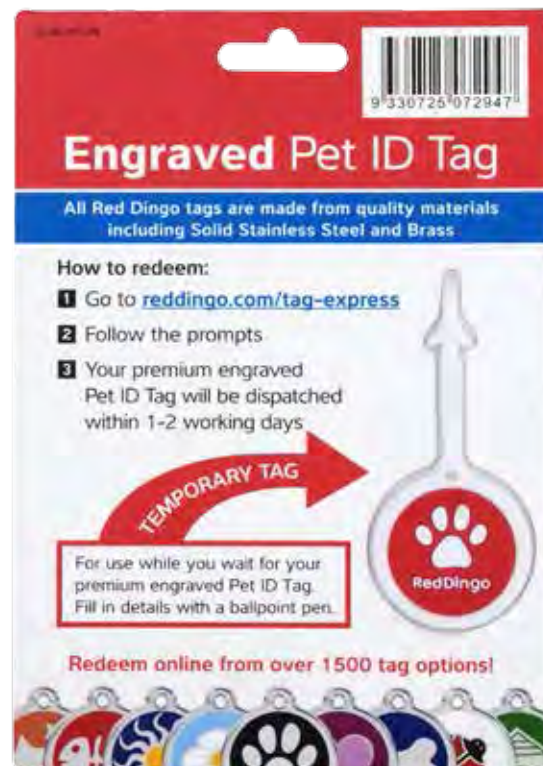 9 330725 072947
Engraved Pet ID Tag
All Red Dingo tags are made from quality materials
including Solid Stainless Steel and Brass
How to redeem:
1 Go to reddingo.com/tag-express
2 Follow the prompts
3 Your premium engraved
Pet ID Tag will be dispatched
within 1-2 working days
TEMPORARY TAG
For use while you wait for your
premium engraved Pet ID Tag.
Fill in details with a ballpoint pen.
RedDingo
Redeem online from over 1500 tag options!